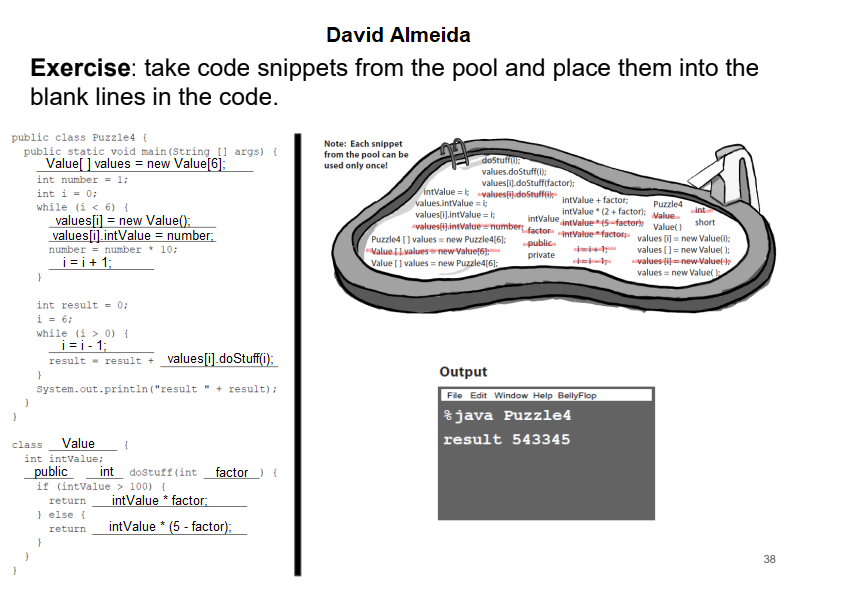 David Almeida
Exercise: take code snippets from the pool and place them into the
blank lines in the code.
public class Puzzle4 {
public static void main(String [] args) {
Value[ ] values = new Value[6];
int number = 1;
int i = 0;
while (i < 6) {
values[i] = new Value();
values[i].intValue = number;
number = number * 10;
i = i + 1;
}
int result = 0;
i = 6;
while (i > 0) {
i = i - 1;
result = result + values[i].doStuff(i);
}
System.out.println("result " + result);
}
}
class Value {
int intValue;
public int doStuff(int factor ) {
if (intValue > 100) {
return intValue * factor;
} else {
return intValue * (5 - factor);
}
}
}
Note: Each snippet
from the pool can be
used only once!
doStuff(i);
values.doStuff(i);
values[i].doStuff(factor);
values[i].doStuff(i);
intValue = i;
values.intValue = i;
values[i].intValue = i;
values[i].intValue = number;
Puzzle4 [ ] values = new Puzzle4[6];
Value [ ] values = new Value[6];
Value [ ] values = new Puzzle4[6];
intValue
factor
public
private
intValue + factor;
intValue * (2 + factor);
intValue * (5 - factor);
intValue * factor;
i = i + 1;
i = i - 1;
Puzzle4
Value
Value( )
int
short
values [i] = new Value(i);
values [ ] = new Value( );
values [i] = new Value( );
values = new Value( );
Output
File Edit Window Help BellyFlop
%java Puzzle4
result 543345
38